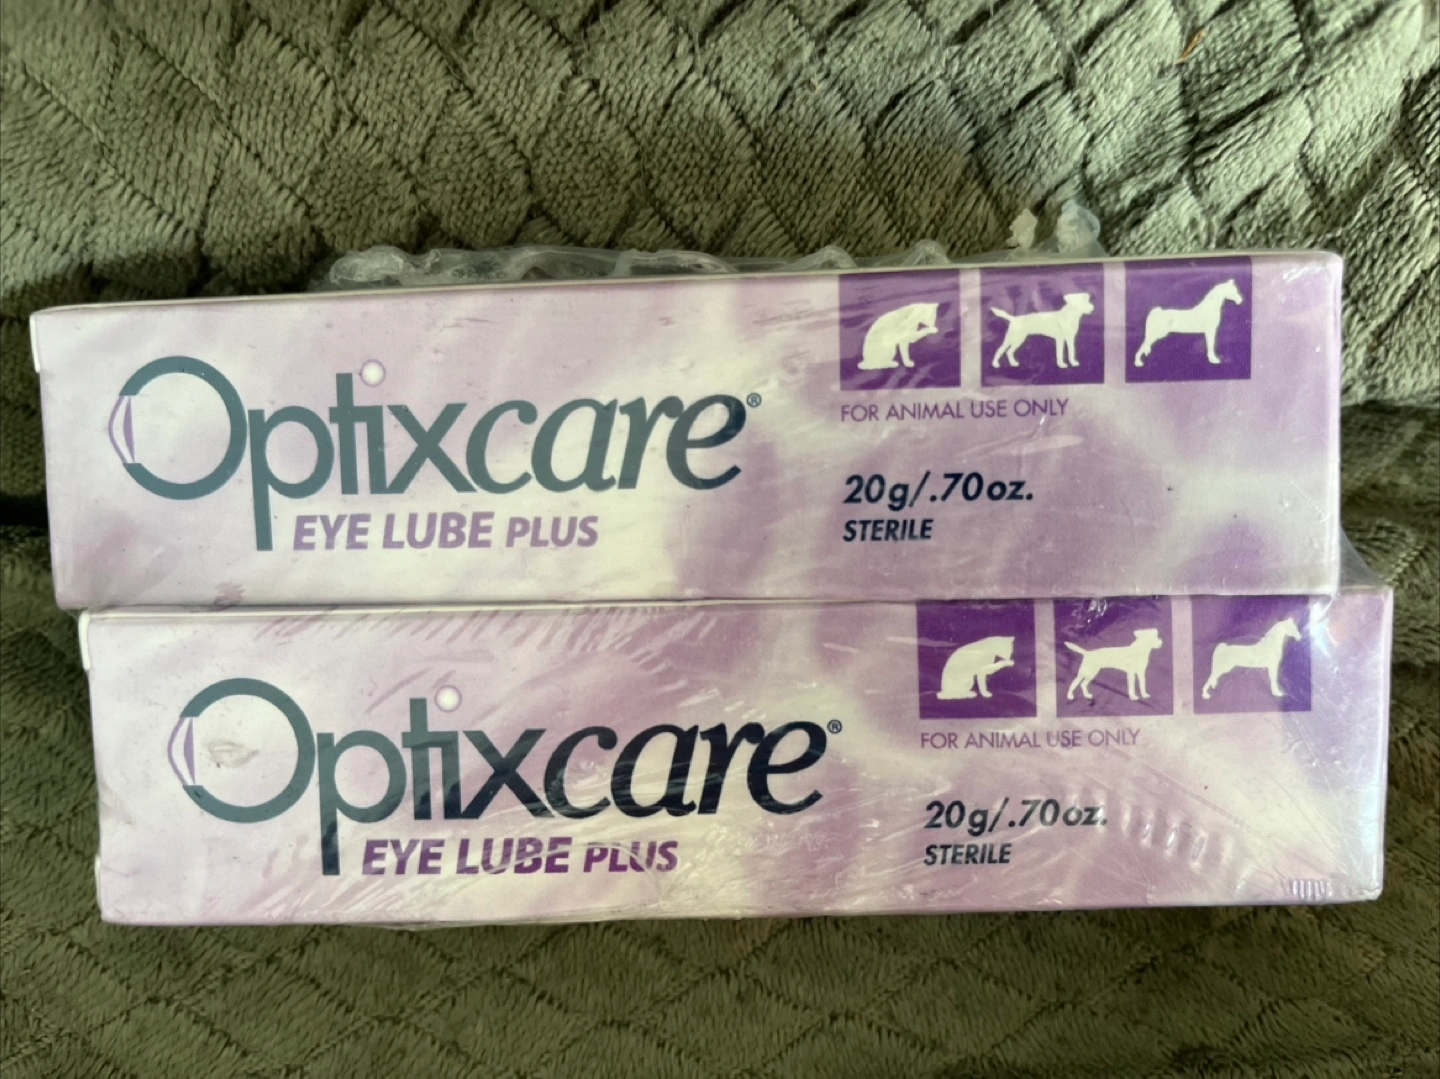 Optixcare®
EYE LUBE PLUS
FOR ANIMAL USE ONLY
20g/.70oz.
STERILE
Optixcare®
EYE LUBE PLUS
FOR ANIMAL USE ONLY
20g/.70oz.
STERILE